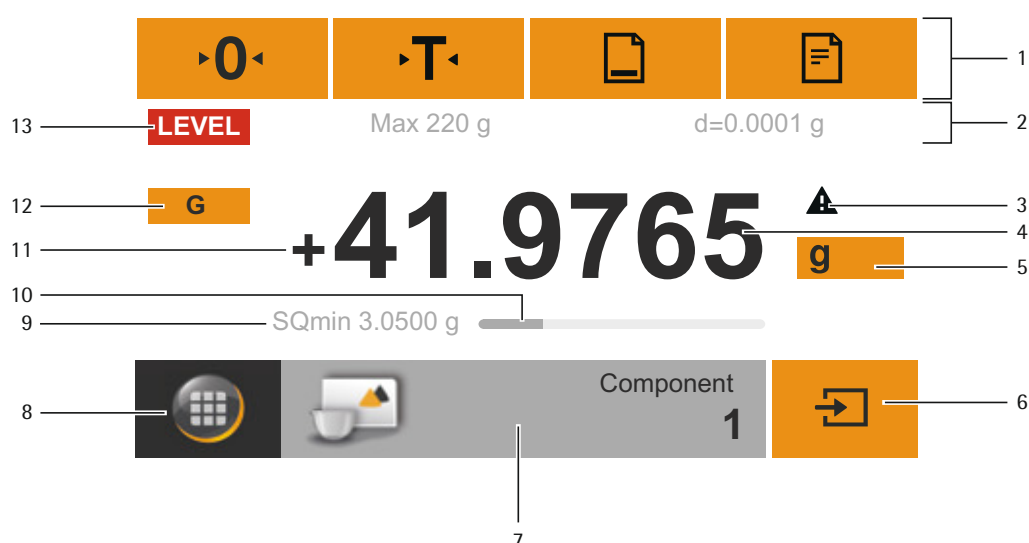 0 T
1
2
13 LEVEL Max 220 g d=0.0001 g
12 G
3
11 +41.9765 4
g 5
10
9 SQmin 3.0500 g
8 Component
1
6
7